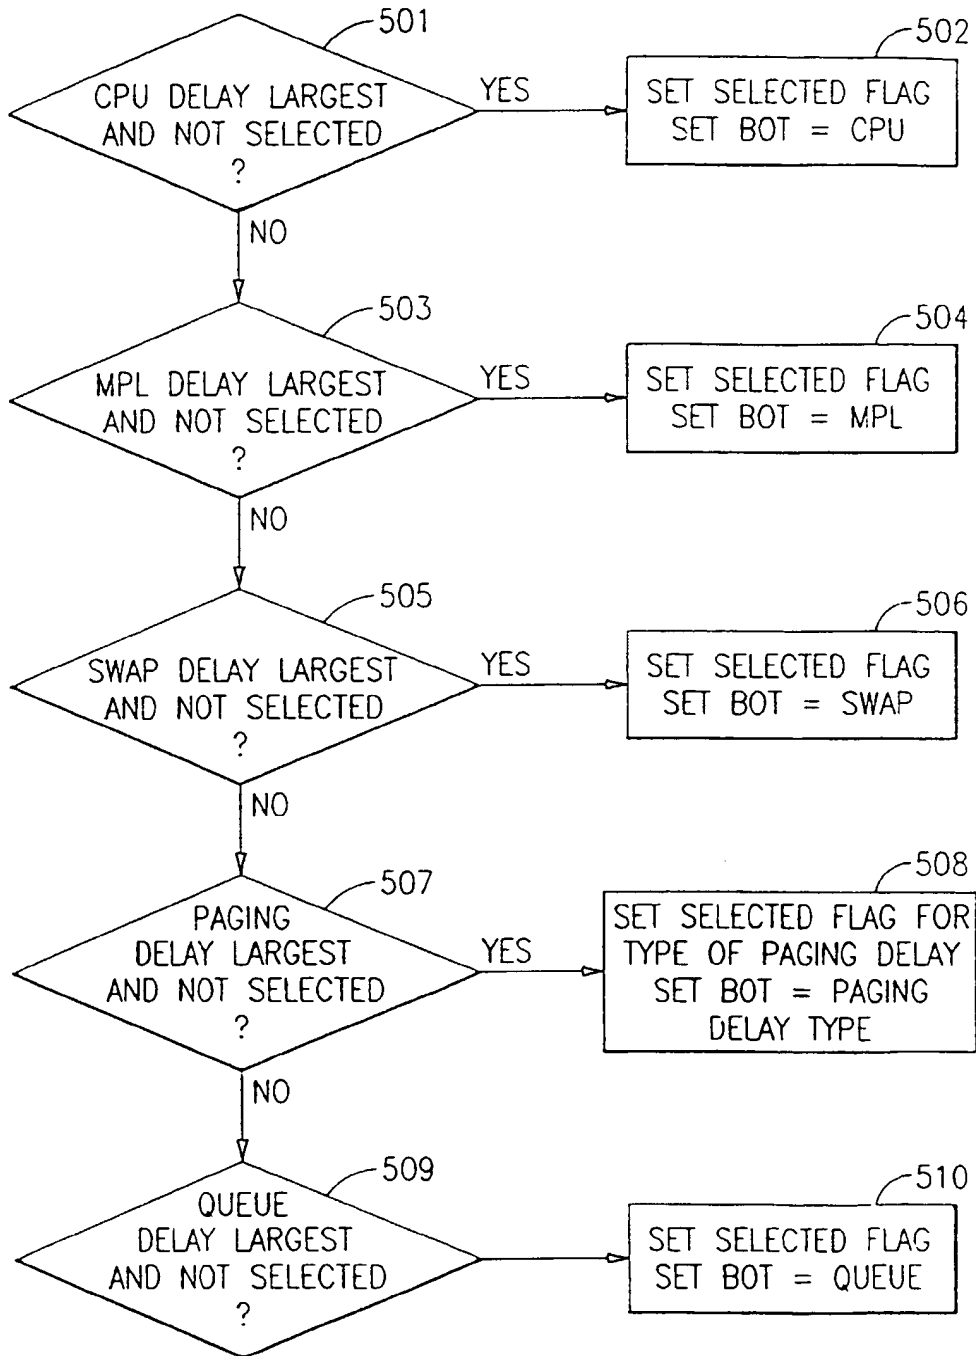 501
CPU DELAY LARGEST
AND NOT SELECTED
?
YES
502
SET SELECTED FLAG
SET BOT = CPU
NO
503
MPL DELAY LARGEST
AND NOT SELECTED
?
YES
504
SET SELECTED FLAG
SET BOT = MPL
NO
505
SWAP DELAY LARGEST
AND NOT SELECTED
?
YES
506
SET SELECTED FLAG
SET BOT = SWAP
NO
507
PAGING
DELAY LARGEST
AND NOT SELECTED
?
YES
508
SET SELECTED FLAG FOR
TYPE OF PAGING DELAY
SET BOT = PAGING
DELAY TYPE
NO
509
QUEUE
DELAY LARGEST
AND NOT SELECTED
?
510
SET SELECTED FLAG
SET BOT = QUEUE